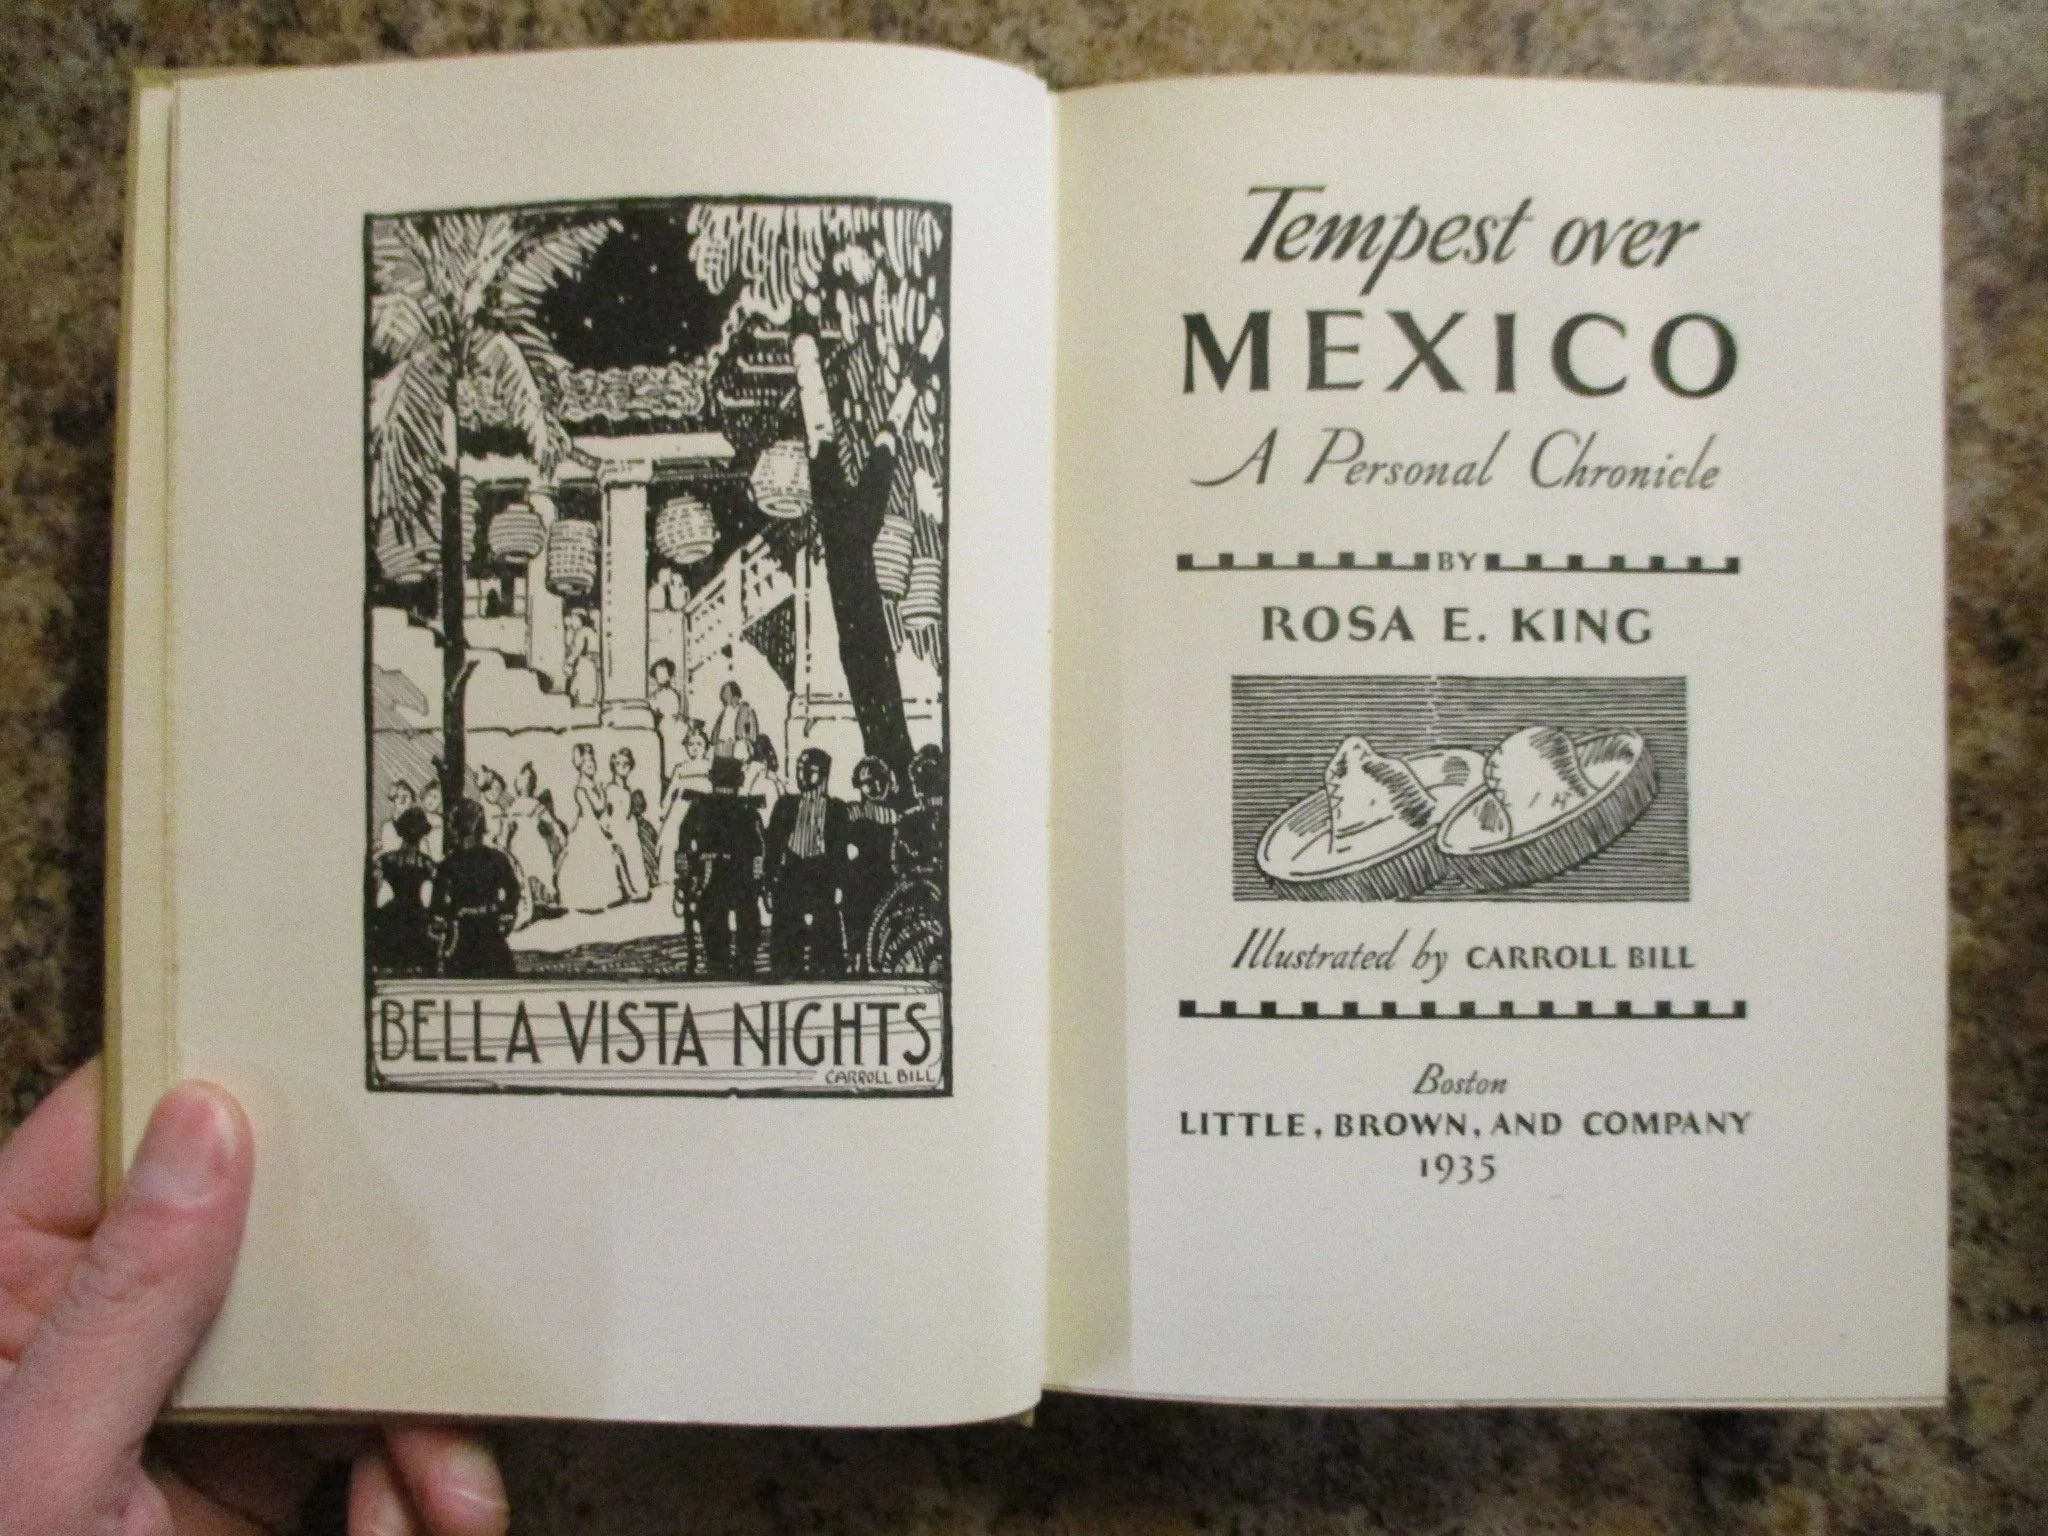 BELLA VISTA NIGHTS
CARROLL BILL
Tempest over
MEXICO
A Personal Chronicle
BY
ROSA E. KING
Illustrated by CARROLL BILL
Boston
LITTLE, BROWN, AND COMPANY
1935